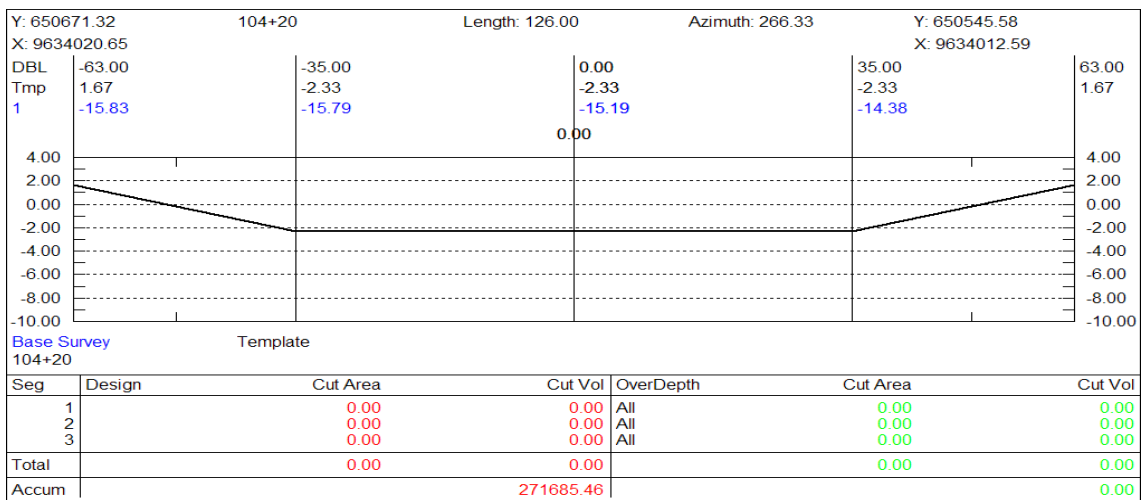 Y: 650671.32 104+20 Length: 126.00 Azimuth: 266.33 Y: 650545.58
X: 9634020.65 X: 9634012.59
DBL -63.00 -35.00 0.00 35.00 63.00
Tmp 1.67 -2.33 -2.33 -2.33 1.67
1 -15.83 -15.79 -15.19 -14.38
0.00
4.00 4.00
2.00 2.00
0.00 0.00
-2.00 -2.00
-4.00 -4.00
-6.00 -6.00
-8.00 -8.00
-10.00 -10.00
Base Survey Template
104+20
Seg Design Cut Area Cut Vol OverDepth Cut Area Cut Vol
1 0.00 0.00 All 0.00 0.00
2 0.00 0.00 All 0.00 0.00
3 0.00 0.00 All 0.00 0.00
Total 0.00 0.00 0.00 0.00
Accum 271685.46 0.00